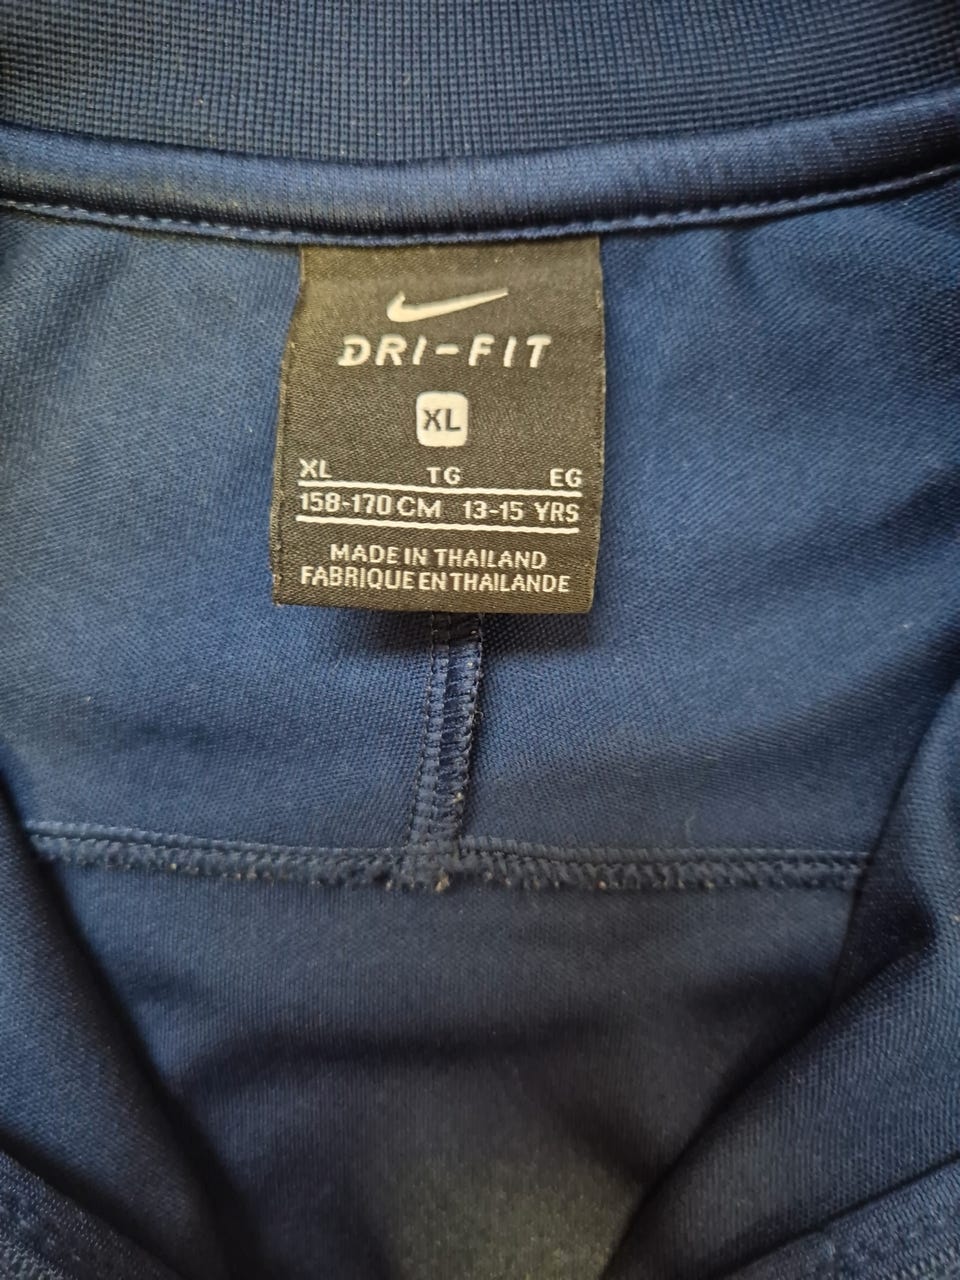 DRI-FIT
XL
XL TG EG
158-170 CM 13-15 YRS
MADE IN THAILAND
FABRIQUE EN THAILANDE